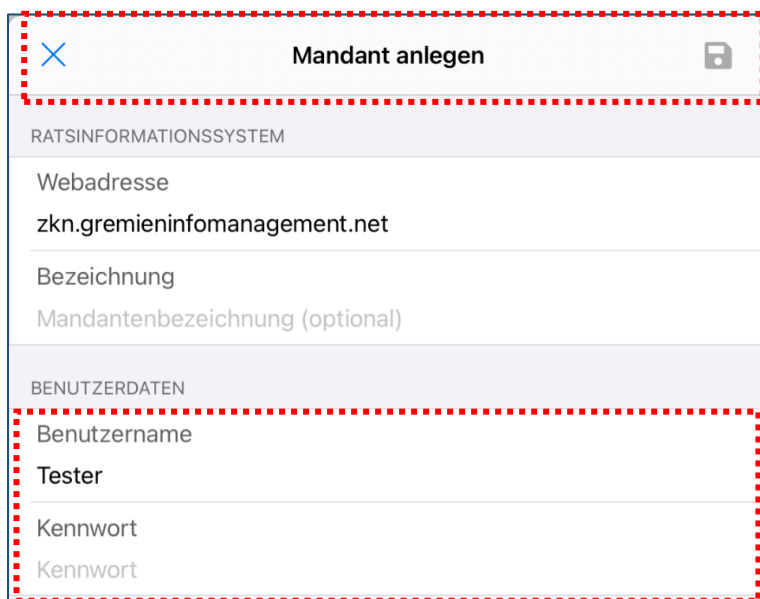 Mandant anlegen
RATSINFORMATIONSSYSTEM
Webadresse
zkn.gremieninfomanagement.net
Bezeichnung
Mandantenbezeichnung (optional)
BENUTZERDATEN
Benutzername
Tester
Kennwort
Kennwort